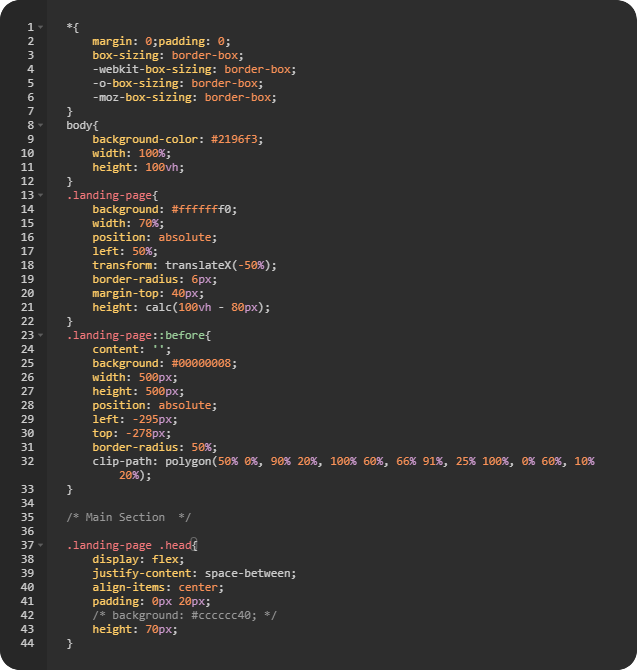 1 *{
2 margin: 0;padding: 0;
3 box-sizing: border-box;
4 -webkit-box-sizing: border-box;
5 -o-box-sizing: border-box;
6 -moz-box-sizing: border-box;
7 }
8 body{
9 background-color: #2196f3;
10 width: 100%;
11 height: 100vh;
12 }
13 .landing-page{
14 background: #fffffff0;
15 width: 70%;
16 position: absolute;
17 left: 50%;
18 transform: translateX(-50%);
19 border-radius: 6px;
20 margin-top: 40px;
21 height: calc(100vh - 80px);
22 }
23 .landing-page::before{
24 content: '';
25 background: #00000008;
26 width: 500px;
27 height: 500px;
28 position: absolute;
29 left: -295px;
30 top: -278px;
31 border-radius: 50%;
32 clip-path: polygon(50% 0%, 90% 20%, 100% 60%, 66% 91%, 25% 100%, 0% 60%, 10%
20%);
33 }
34
35 /* Main Section  */
36
37 .landing-page .head{
38 display: flex;
39 justify-content: space-between;
40 align-items: center;
41 padding: 0px 20px;
42 /* background: #cccccc40; */
43 height: 70px;
44 }